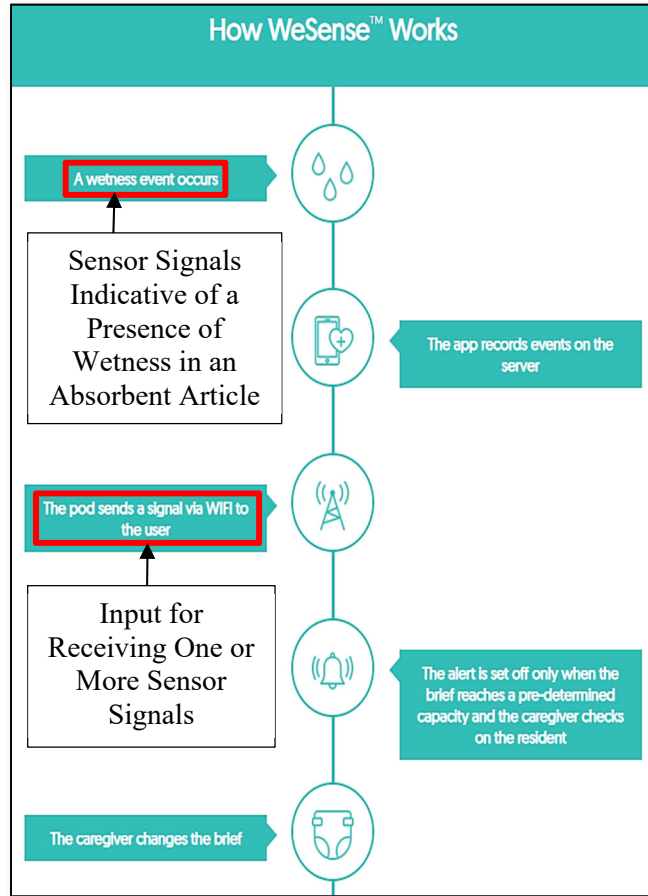 How WeSense™ Works
A wetness event occurs
Sensor Signals
Indicative of a
Presence of
Wetness in an
Absorbent Article
The app records events on the
server
The pod sends a signal via WIFI to
the user
Input for
Receiving One or
More Sensor
Signals
The alert is set off only when the
brief reaches a pre-determined
capacity and the caregiver checks
on the resident
The caregiver changes the brief